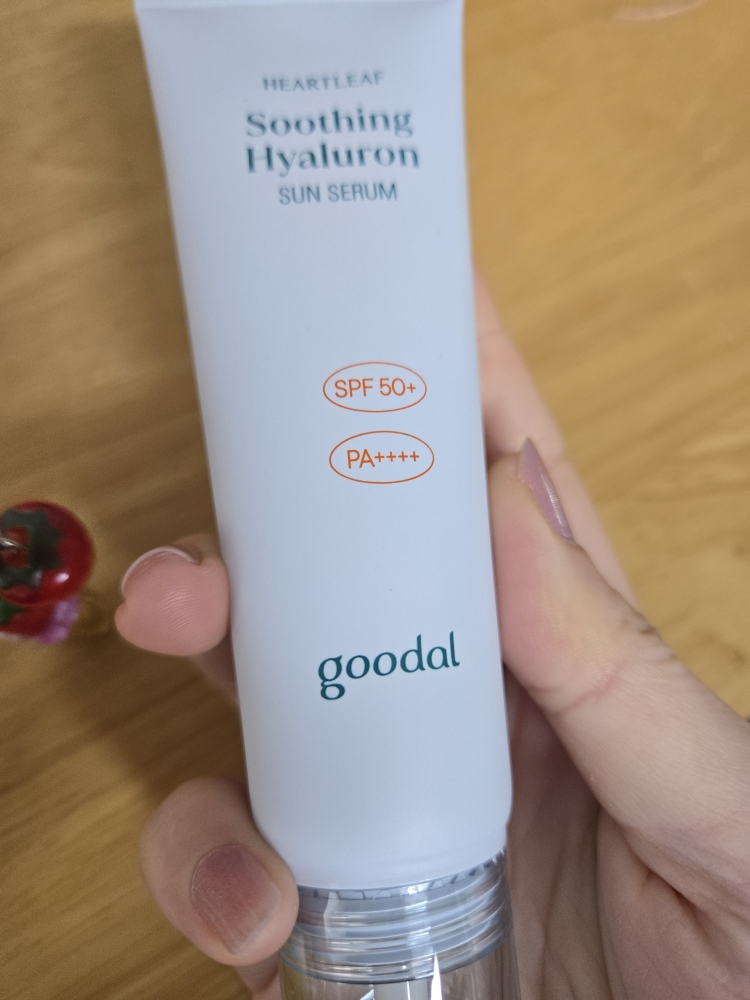 HEARTLEAF
Soothing
Hyaluron
SUN SERUM
SPF 50+
PA++++
goodal